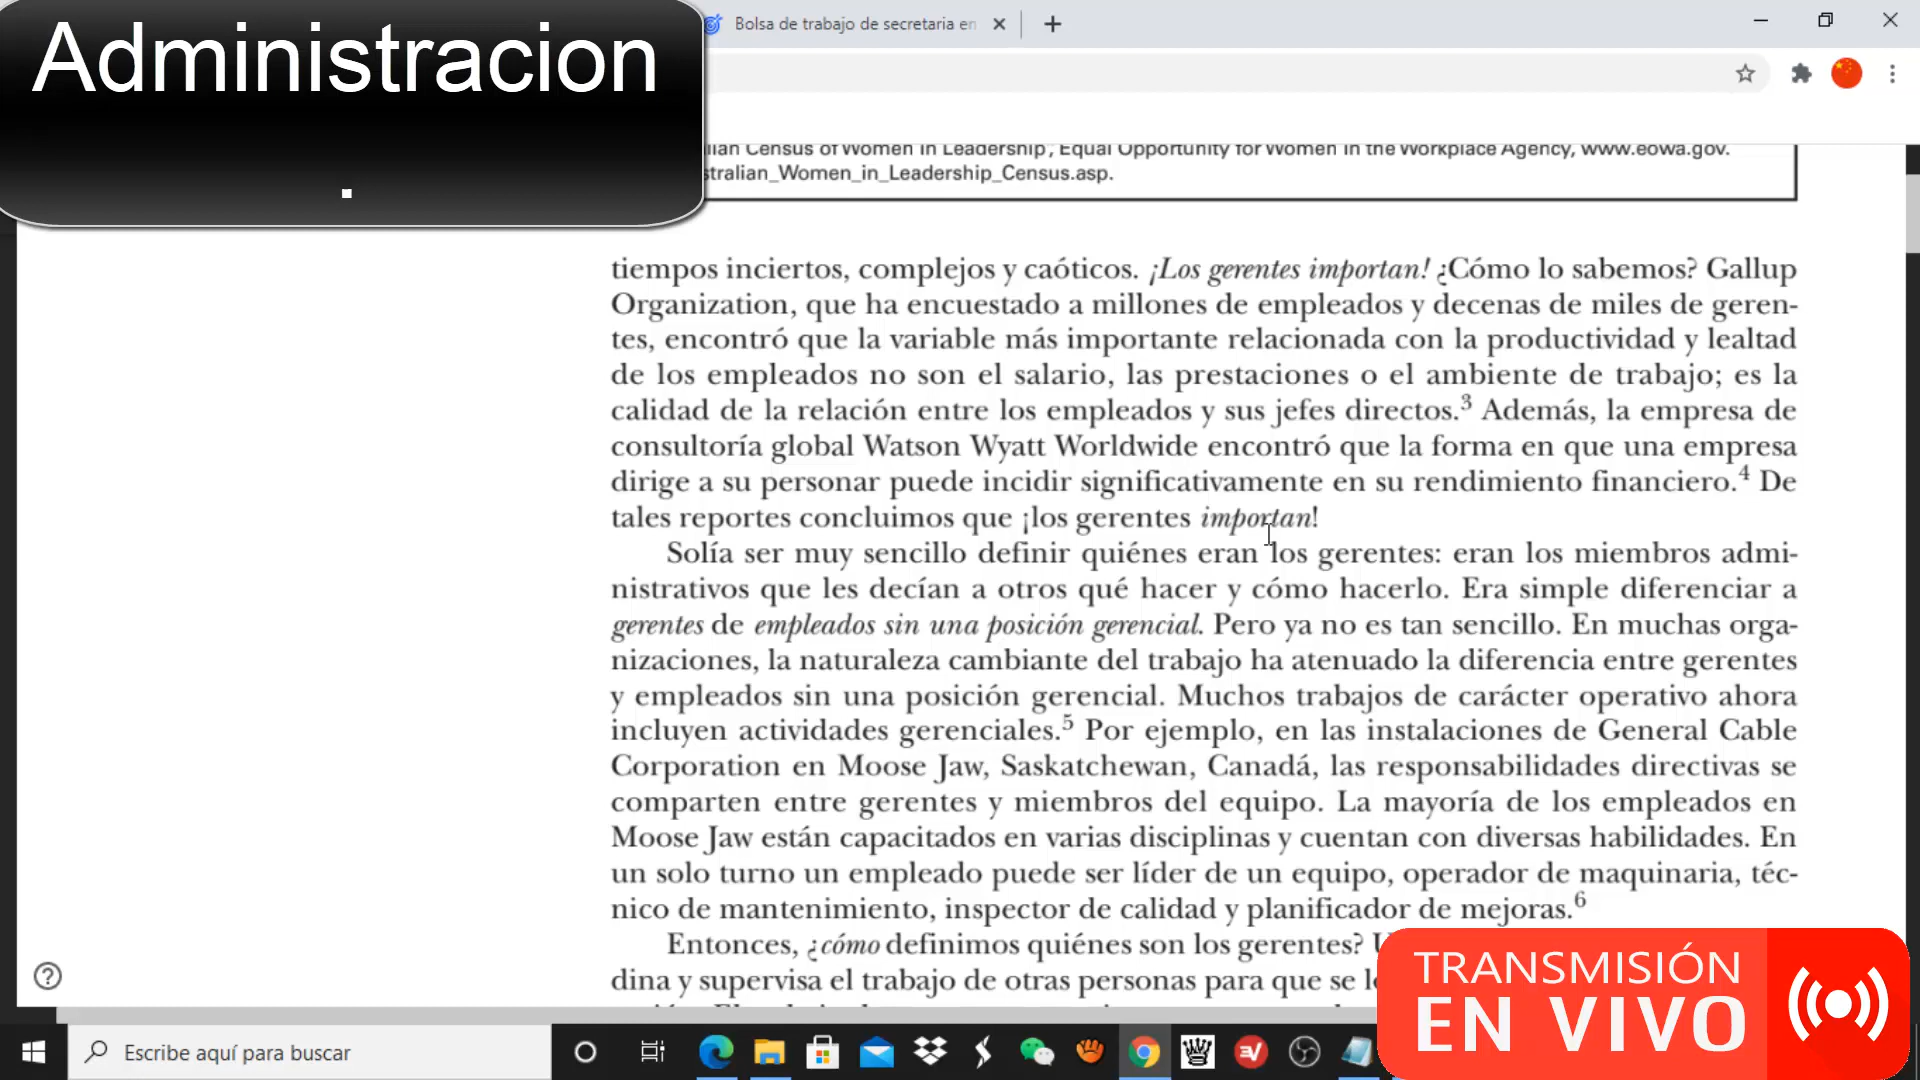 Administracion
.
Bolsa de trabajo de secretaria en
Census of Women in Leadership, Equal Opportunity for Women in the Workplace Agency, www.eowa.gov.
stralian_Women_in_Leadership_Census.asp.
tiempos inciertos, complejos y caóticos. ¡Los gerentes importan! ¿Cómo lo sabemos? Gallup
Organization, que ha encuestado a millones de empleados y decenas de miles de geren-
tes, encontró que la variable más importante relacionada con la productividad y lealtad
de los empleados no son el salario, las prestaciones o el ambiente de trabajo; es la
calidad de la relación entre los empleados y sus jefes directos.3 Además, la empresa de
consultoría global Watson Wyatt Worldwide encontró que la forma en que una empresa
dirige a su personar puede incidir significativamente en su rendimiento financiero.4 De
tales reportes concluimos que ¡los gerentes importan!
Solía ser muy sencillo definir quiénes eran los gerentes: eran los miembros admi-
nistrativos que les decían a otros qué hacer y cómo hacerlo. Era simple diferenciar a
gerentes de empleados sin una posición gerencial. Pero ya no es tan sencillo. En muchas orga-
nizaciones, la naturaleza cambiante del trabajo ha atenuado la diferencia entre gerentes
y empleados sin una posición gerencial. Muchos trabajos de carácter operativo ahora
incluyen actividades gerenciales.5 Por ejemplo, en las instalaciones de General Cable
Corporation en Moose Jaw, Saskatchewan, Canadá, las responsabilidades directivas se
comparten entre gerentes y miembros del equipo. La mayoría de los empleados en
Moose Jaw están capacitados en varias disciplinas y cuentan con diversas habilidades. En
un solo turno un empleado puede ser líder de un equipo, operador de maquinaria, téc-
nico de mantenimiento, inspector de calidad y planificador de mejoras.6
Entonces, ¿cómo definimos quiénes son los gerentes?
dina y supervisa el trabajo de otras personas para que se
TRANSMISIÓN
EN VIVO
Escribe aquí para buscar